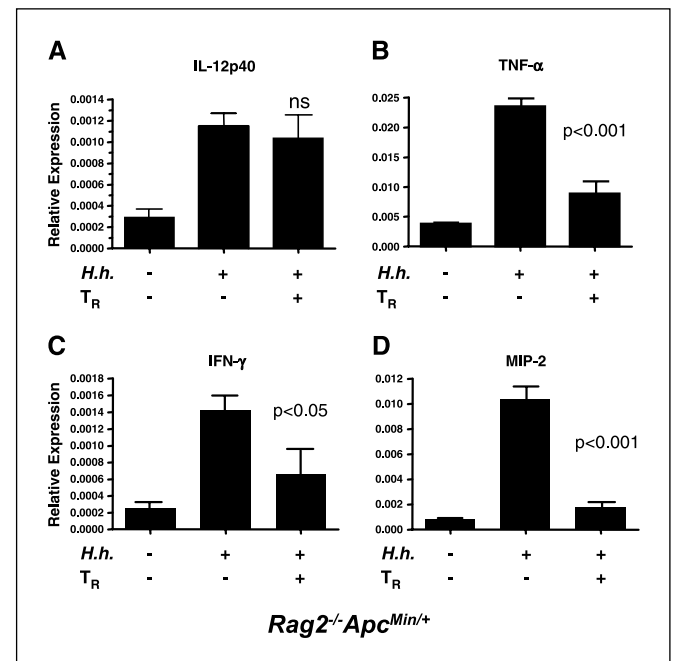 A
IL-12p40
Relative Expression
0.0014
0.0012
0.0010
0.0008
0.0006
0.0004
0.0002
0.0000
ns
H.h. - + +
TR - - +
B
TNF-α
0.025
0.020
0.015
0.010
0.005
0.000
p<0.001
H.h. - + +
TR - - +
C
IFN-γ
Relative Expression
0.0018
0.0016
0.0014
0.0012
0.0010
0.0008
0.0006
0.0004
0.0002
0.0000
p<0.05
H.h. - + +
TR - - +
D
MIP-2
0.012
0.010
0.008
0.006
0.004
0.002
0.000
p<0.001
H.h. - + +
TR - - +
Rag2-/-ApcMin/+